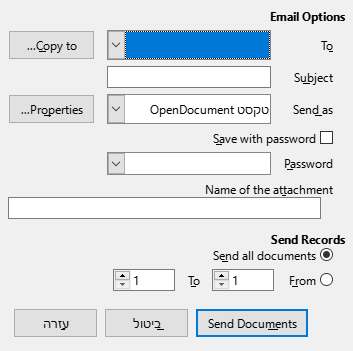 Email Options
To
Copy to...
Subject
Send as
OpenDocument טקסט
Properties...
Save with password
Password
Name of the attachment
Send Records
Send all documents
From 1 To 1
Send Documents ביטול עזרה